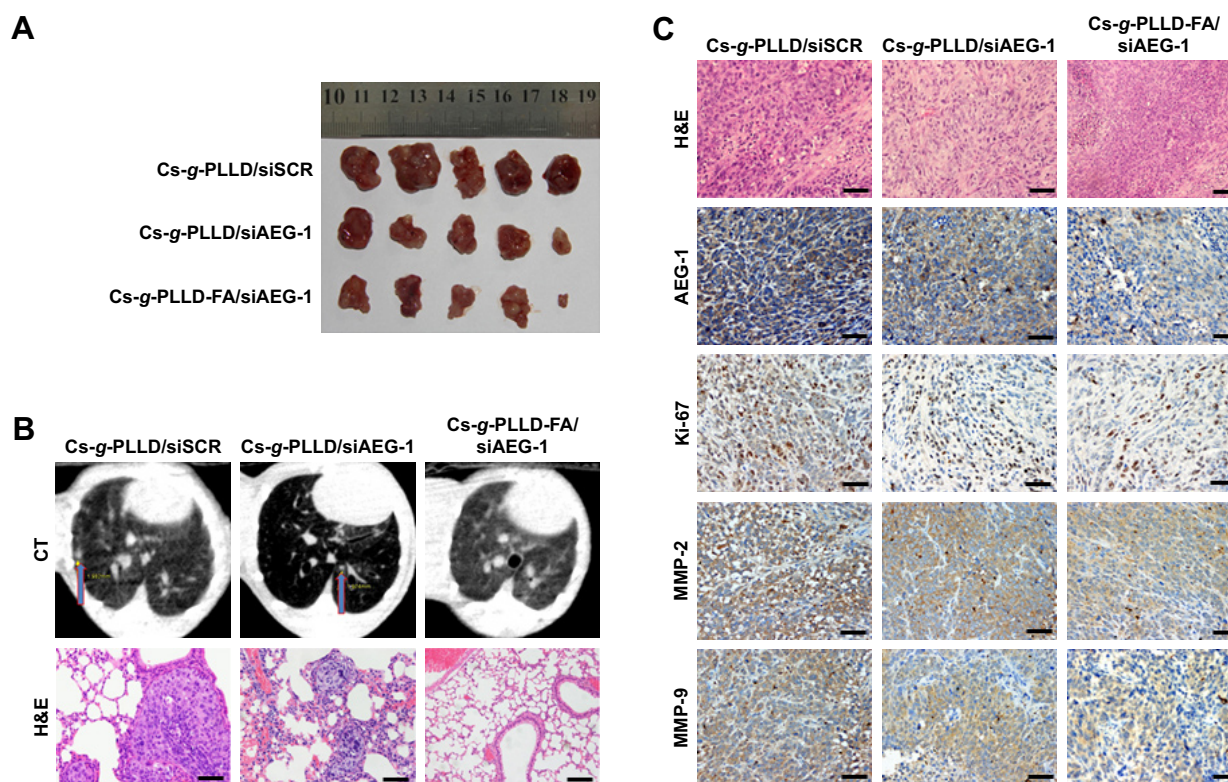 A
10 11 12 13 14 15 16 17 18 19
Cs-g-PLLD/siSCR
Cs-g-PLLD/siAEG-1
Cs-g-PLLD-FA/siAEG-1
B
Cs-g-PLLD/siSCR
Cs-g-PLLD/siAEG-1
Cs-g-PLLD-FA/
siAEG-1
CT
H&E
C
Cs-g-PLLD/siSCR
Cs-g-PLLD/siAEG-1
Cs-g-PLLD-FA/
siAEG-1
H&E
AEG-1
Ki-67
MMP-2
MMP-9